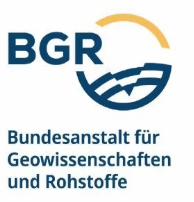 BGR
Bundesanstalt für
Geowissenschaften
und Rohstoffe